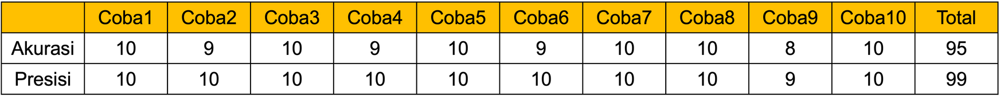 Coba1 Coba2 Coba3 Coba4 Coba5 Coba6 Coba7 Coba8 Coba9 Coba10 Total
Akurasi 10 9 10 9 10 9 10 10 8 10 95
Presisi 10 10 10 10 10 10 10 10 9 10 99